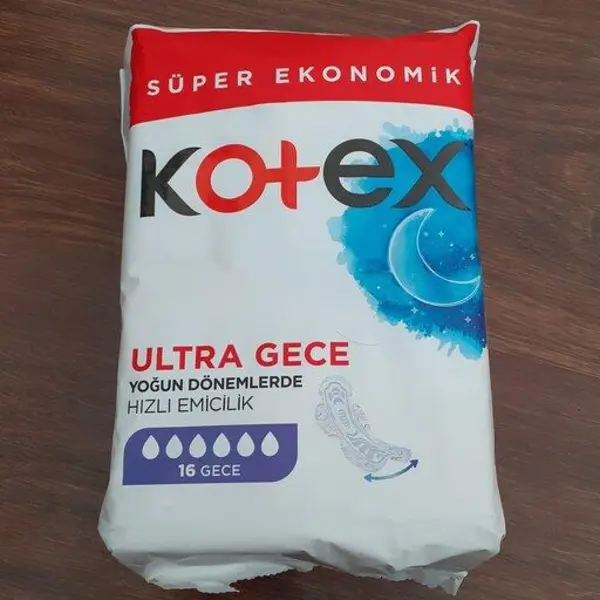 SÜPER EKONOMİK
Kotex
ULTRA GECE
YOĞUN DÖNEMLERDE
HIZLI EMİCİLİK
16 GECE